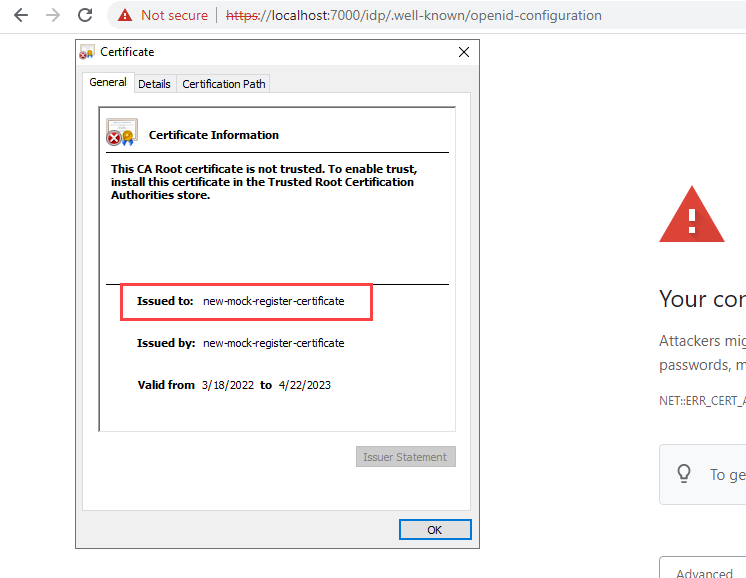 Not secure
https://localhost:7000/idp/.well-known/openid-configuration
Certificate
General Details Certification Path
Certificate Information
This CA Root certificate is not trusted. To enable trust,
install this certificate in the Trusted Root Certification
Authorities store.
Issued to: new-mock-register-certificate
Issued by: new-mock-register-certificate
Valid from 3/18/2022 to 4/22/2023
Issuer Statement
OK
Your con
Attackers mig
passwords, m
NET::ERR_CERT_A
To ge
Advanced